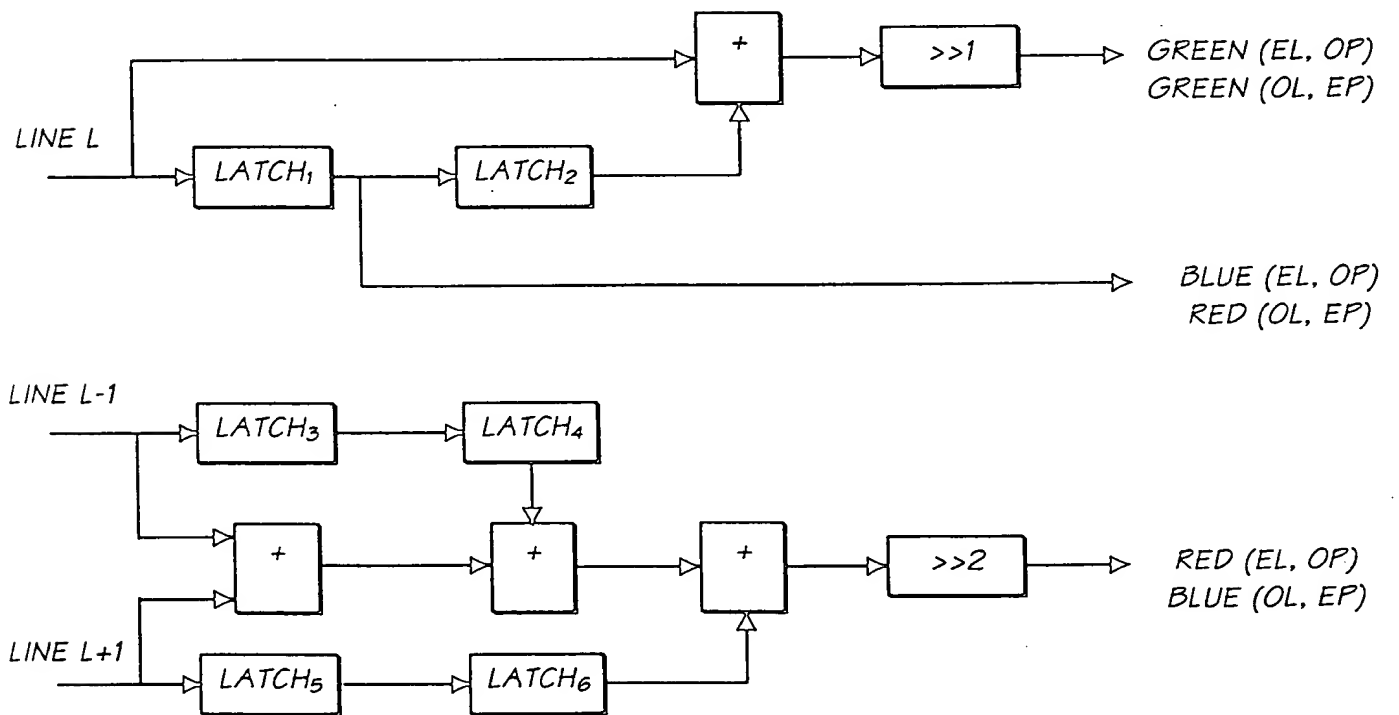 +
>>1
GREEN (EL, OP)
GREEN (OL, EP)
LINE L
LATCH₁
LATCH₂
BLUE (EL, OP)
RED (OL, EP)
LINE L-1
LATCH₃
LATCH₄
+
+
+
>>2
RED (EL, OP)
BLUE (OL, EP)
LINE L+1
LATCH₅
LATCH₆